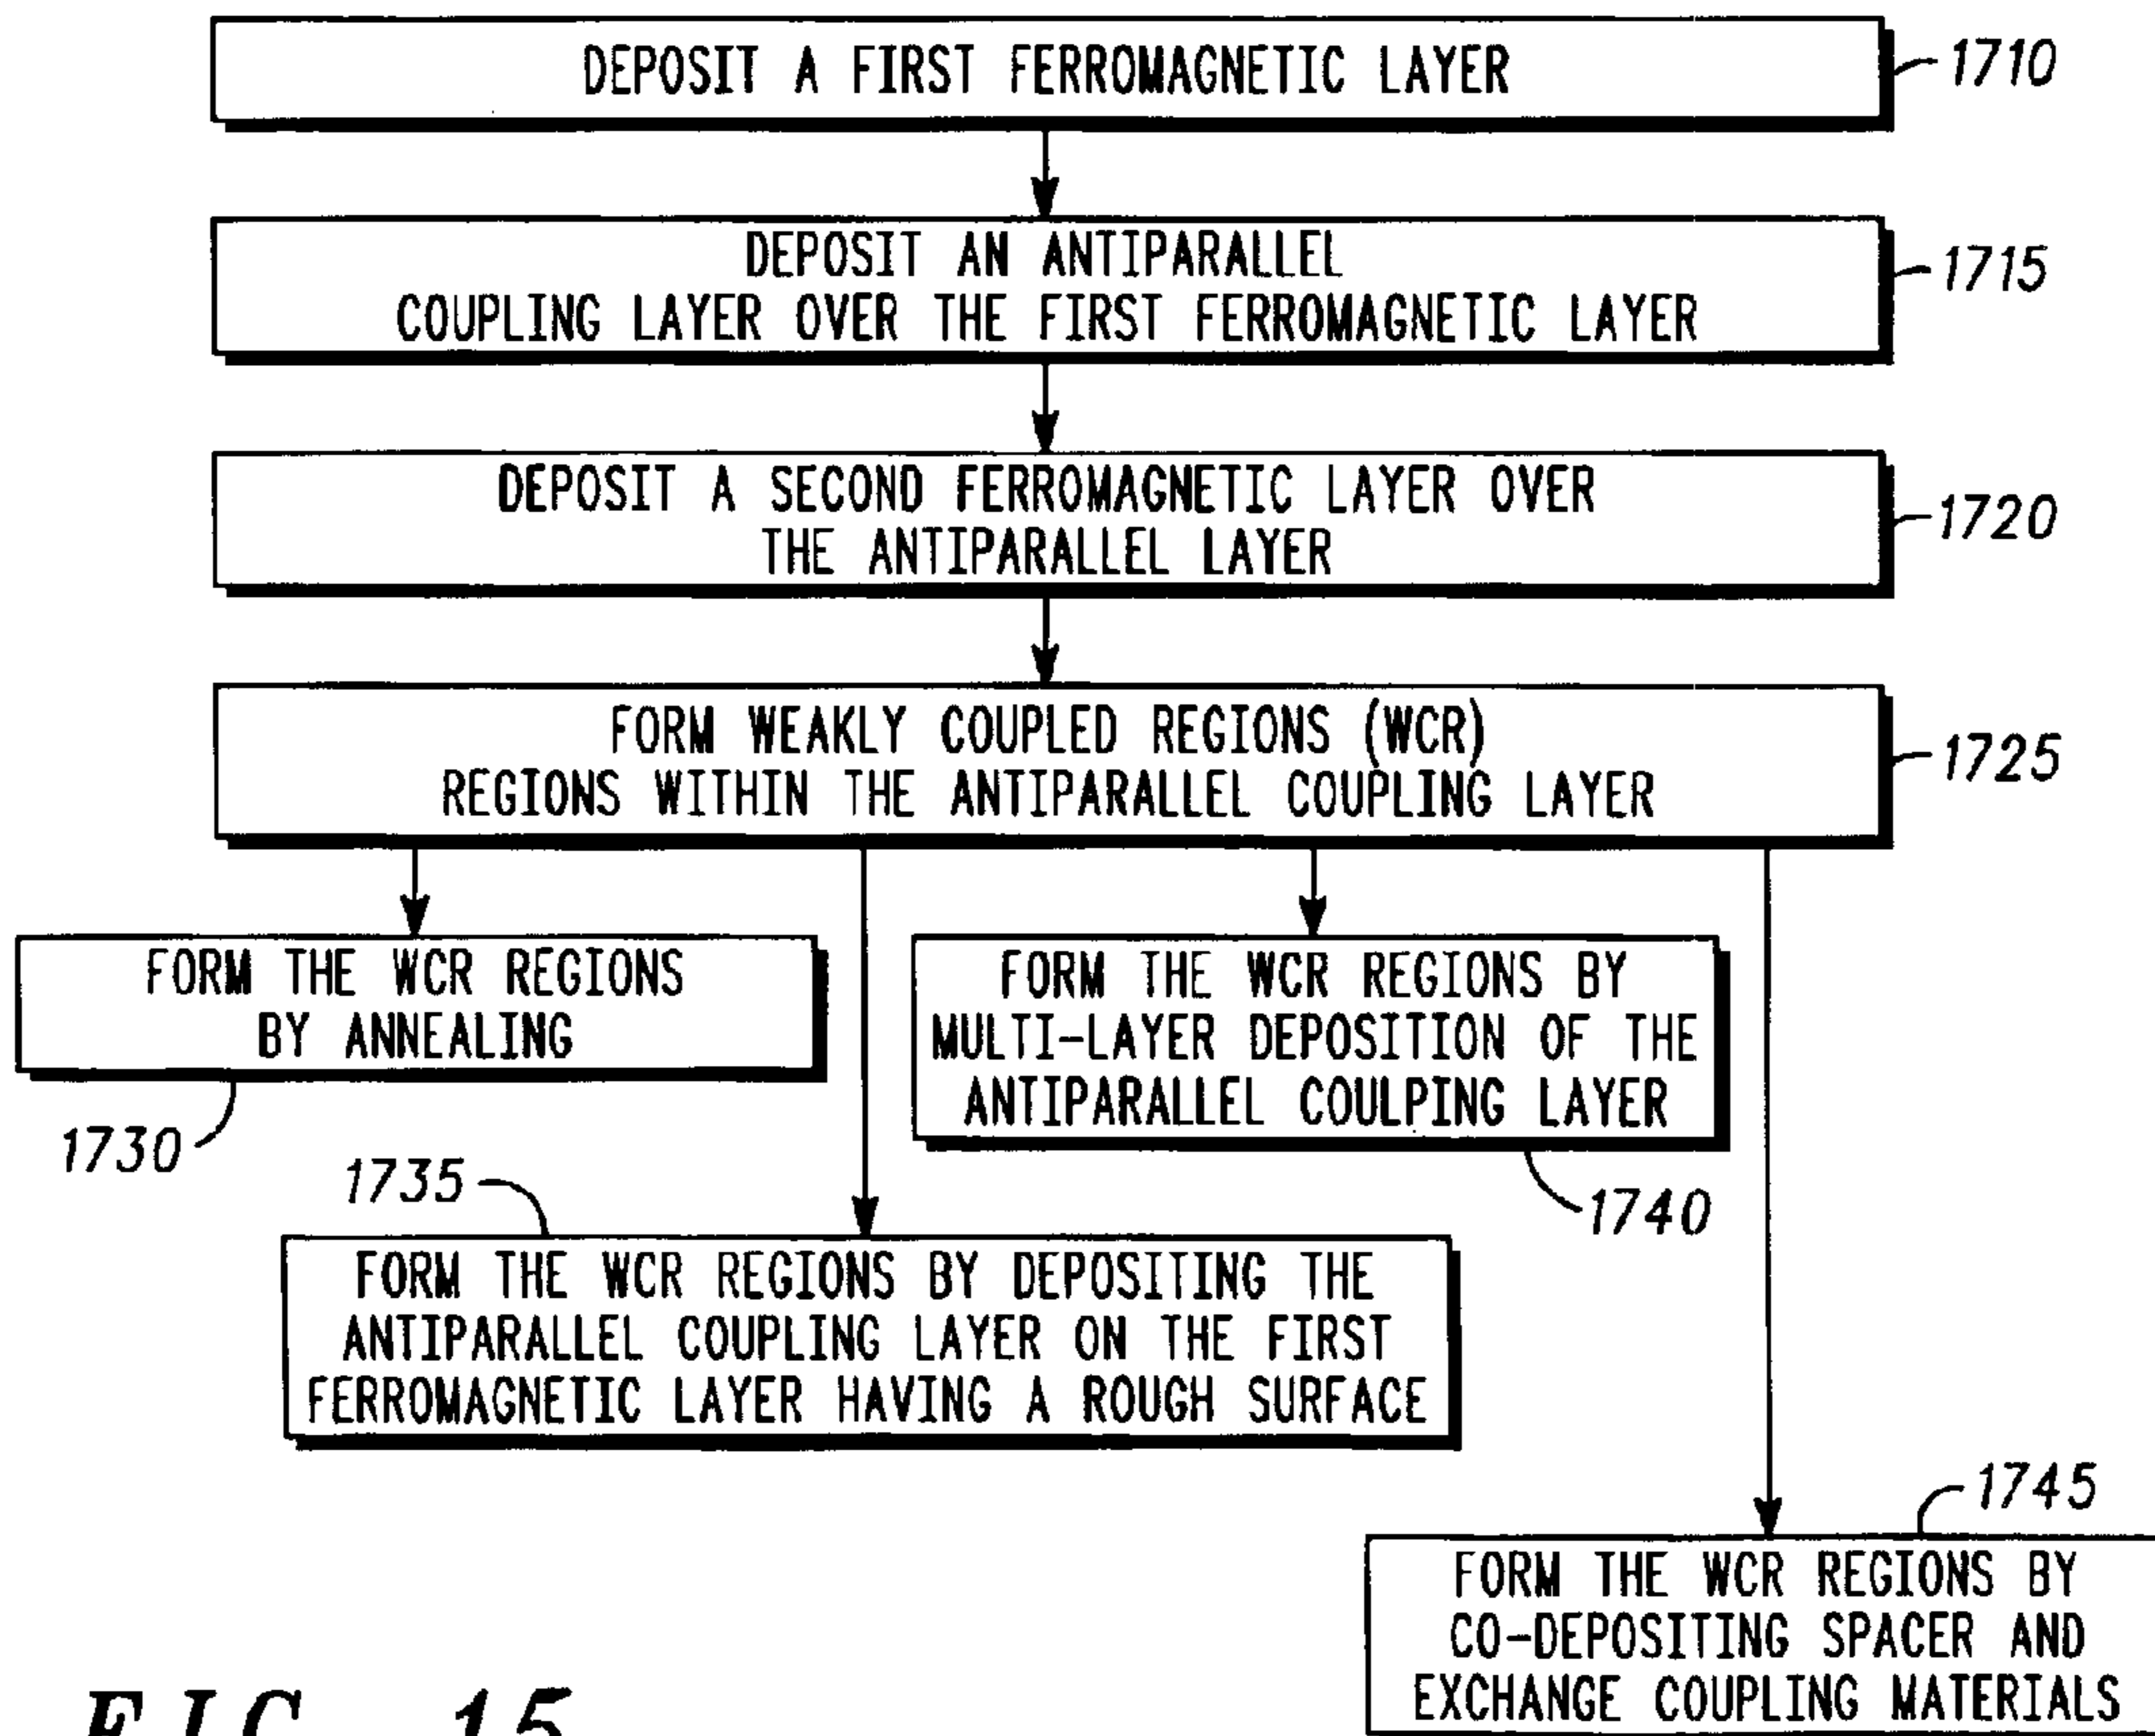 DEPOSIT A FIRST FERROMAGNETIC LAYER
1710
DEPOSIT AN ANTIPARALLEL
COUPLING LAYER OVER THE FIRST FERROMAGNETIC LAYER
1715
DEPOSIT A SECOND FERROMAGNETIC LAYER OVER
THE ANTIPARALLEL LAYER
1720
FORM WEAKLY COUPLED REGIONS (WCR)
REGIONS WITHIN THE ANTIPARALLEL COUPLING LAYER
1725
FORM THE WCR REGIONS
BY ANNEALING
1730
FORM THE WCR REGIONS BY
MULTI-LAYER DEPOSITION OF THE
ANTIPARALLEL COULPING LAYER
1740
1735
FORM THE WCR REGIONS BY DEPOSITING THE
ANTIPARALLEL COUPLING LAYER ON THE FIRST
FERROMAGNETIC LAYER HAVING A ROUGH SURFACE
1745
FORM THE WCR REGIONS BY
CO-DEPOSITING SPACER AND
EXCHANGE COUPLING MATERIALS
FIG. 15